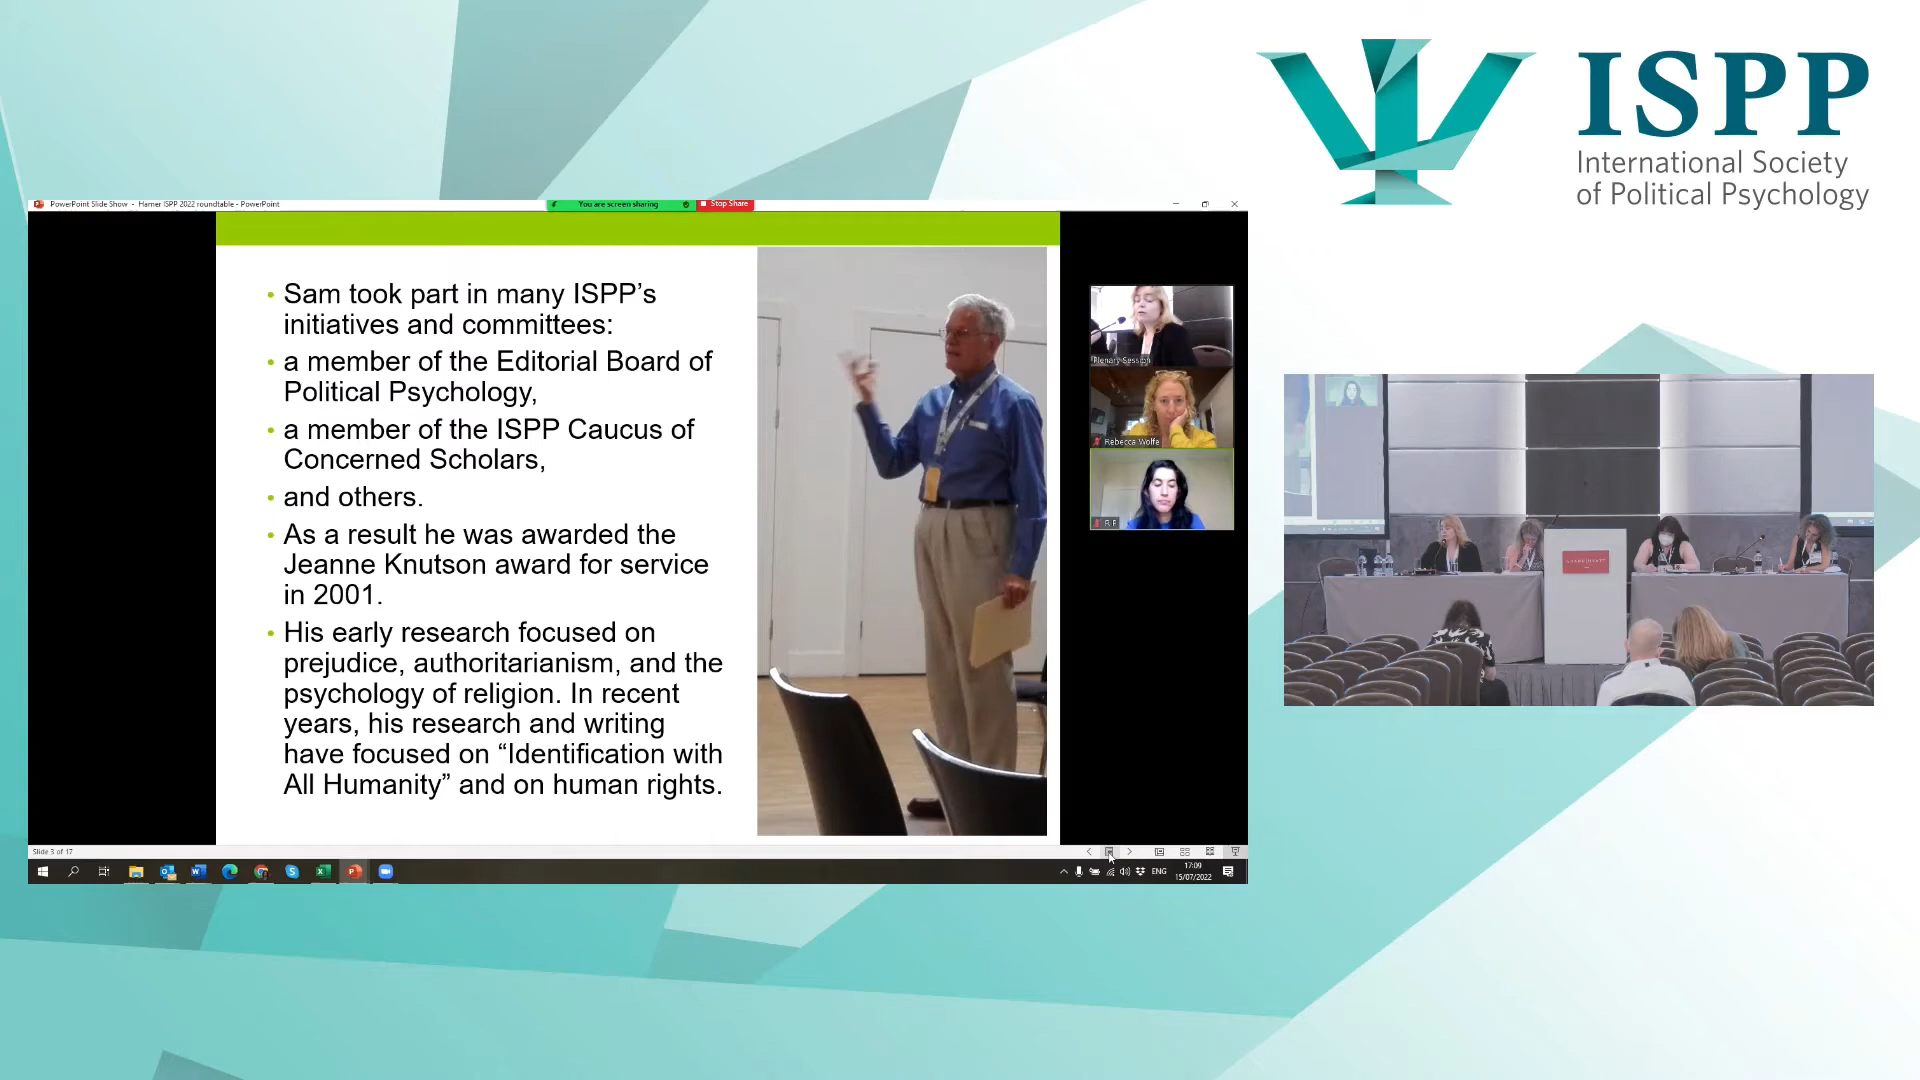 ISPP
International Society
of Political Psychology
PowerPoint Slide Show - Hamer ISPP 2022 roundtable - PowerPoint
You are screen sharing
Stop Share
• Sam took part in many ISPP’s
initiatives and committees:
• a member of the Editorial Board of
Political Psychology,
• a member of the ISPP Caucus of
Concerned Scholars,
• and others.
• As a result he was awarded the
Jeanne Knutson award for service
in 2001.
• His early research focused on
prejudice, authoritarianism, and the
psychology of religion. In recent
years, his research and writing
have focused on “Identification with
All Humanity” and on human rights.
Plenary Session
Rebecca Wolfe
Slide 3 of 17
ENG
17:09
15/07/2022